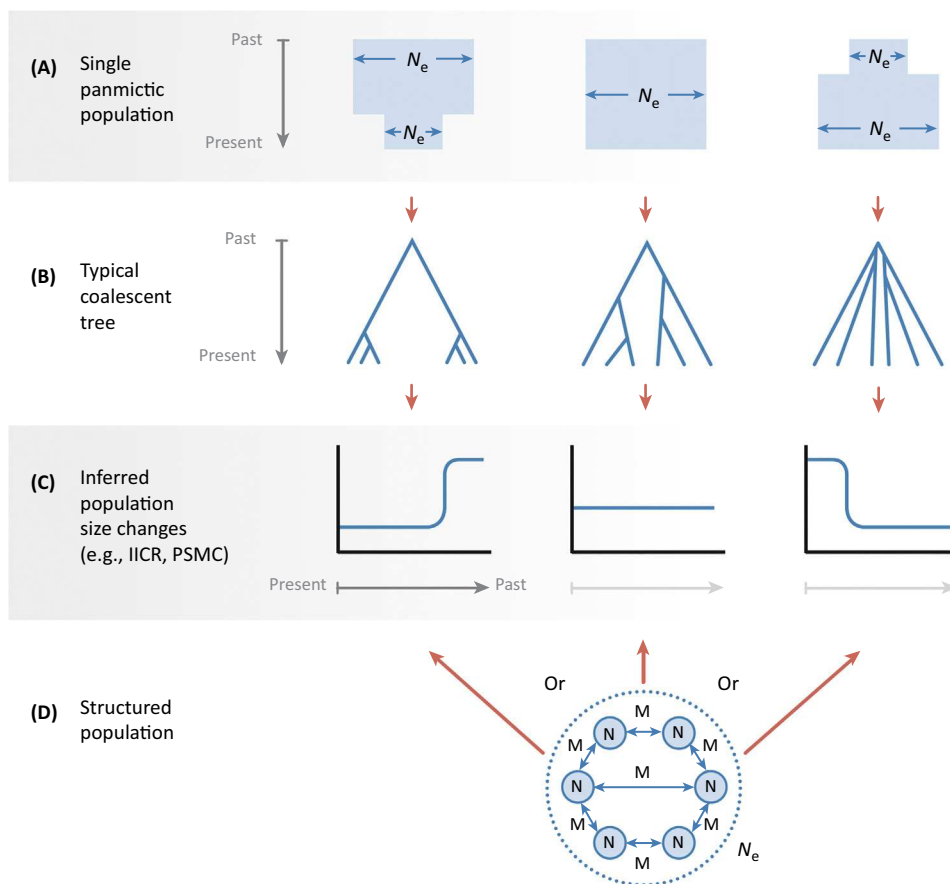 (A) Single
panmictic
population
Past
Present
Nₑ
Nₑ
Nₑ
Nₑ
Nₑ
(B) Typical
coalescent
tree
Past
Present
(C) Inferred
population
size changes
(e.g., IICR, PSMC)
Present
Past
(D) Structured
population
Or
Or
M
N
N
M
M
N
M
N
M
M
N
N
M
Nₑ